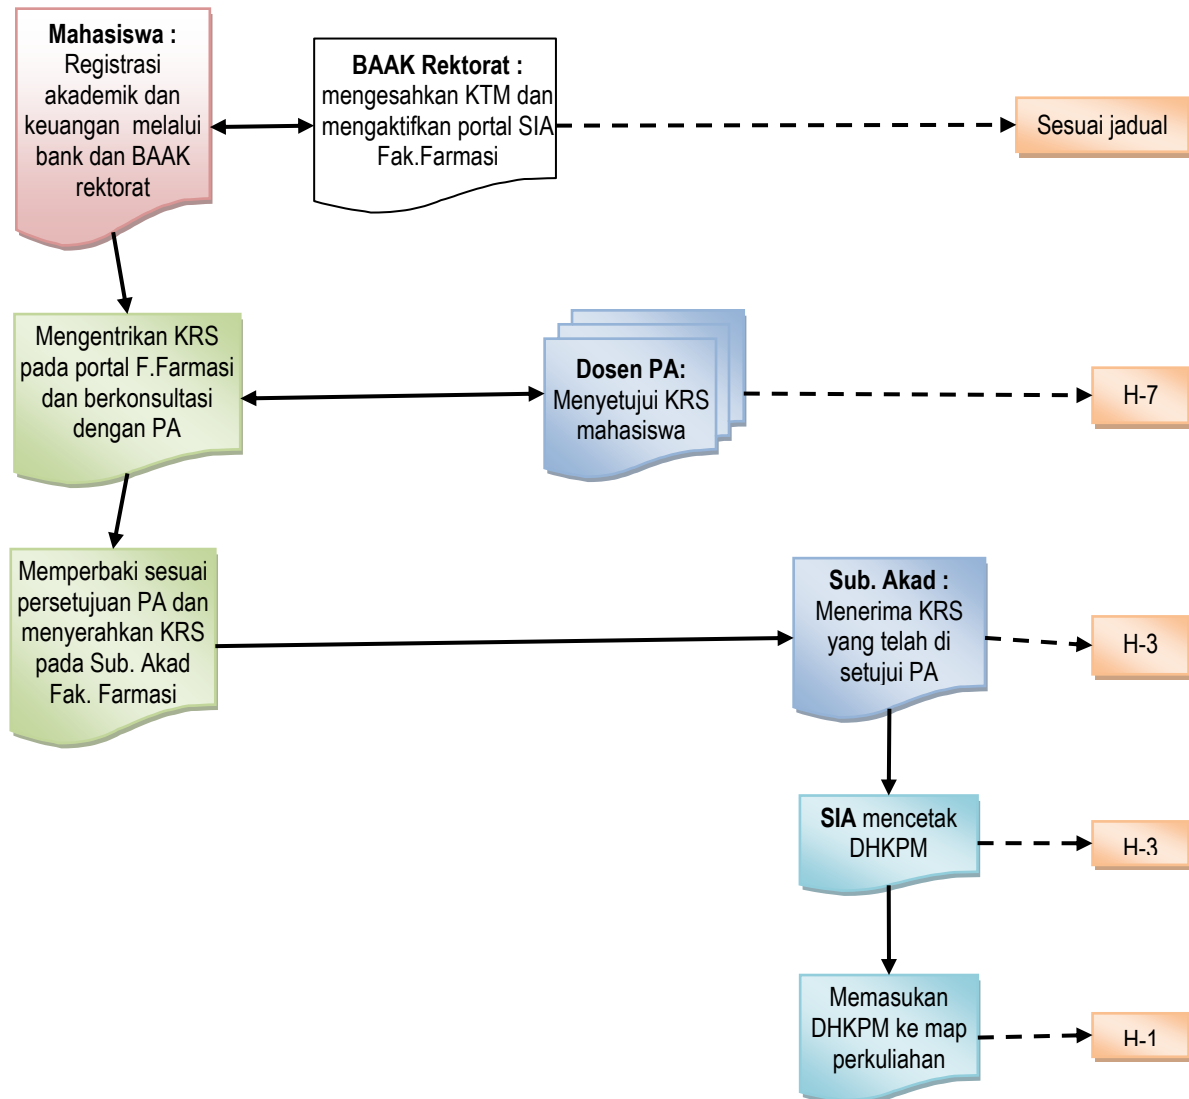 Mahasiswa :
Registrasi
akademik dan
keuangan melalui
bank dan BAAK
rektorat
BAAK Rektorat :
mengesahkan KTM dan
mengaktifkan portal SIA
Fak.Farmasi
Sesuai jadual
Mengentrikan KRS
pada portal F.Farmasi
dan berkonsultasi
dengan PA
Dosen PA:
Menyetujui KRS
mahasiswa
H-7
Memperbaki sesuai
persetujuan PA dan
menyerahkan KRS
pada Sub. Akad
Fak. Farmasi
Sub. Akad :
Menerima KRS
yang telah di
setujui PA
H-3
SIA mencetak
DHKPM
H-3
Memasukan
DHKPM ke map
perkuliahan
H-1